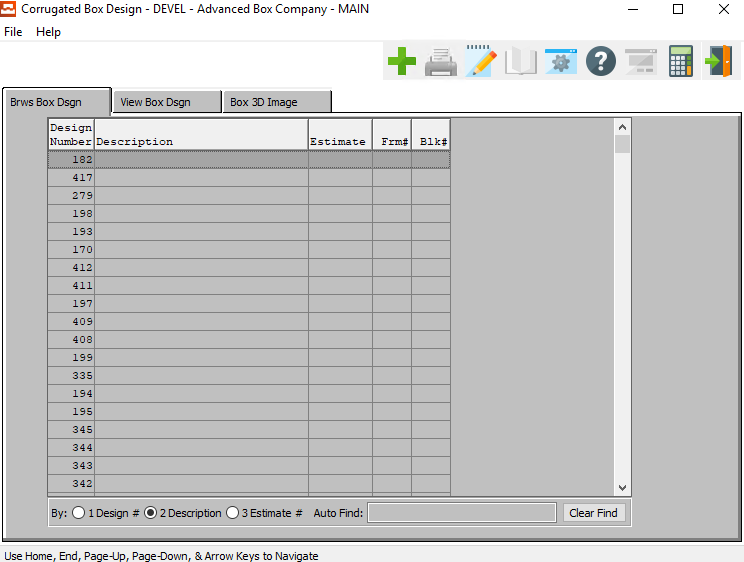 Corrugated Box Design - DEVEL - Advanced Box Company - MAIN
File Help
Brws Box Dsgn View Box Dsgn Box 3D Image
Design
Number Description Estimate Frm# Blk#
182
417
279
198
193
170
412
411
197
409
408
199
335
194
195
345
344
343
342
By: 1 Design # 2 Description 3 Estimate # Auto Find: Clear Find
Use Home, End, Page-Up, Page-Down, & Arrow Keys to Navigate